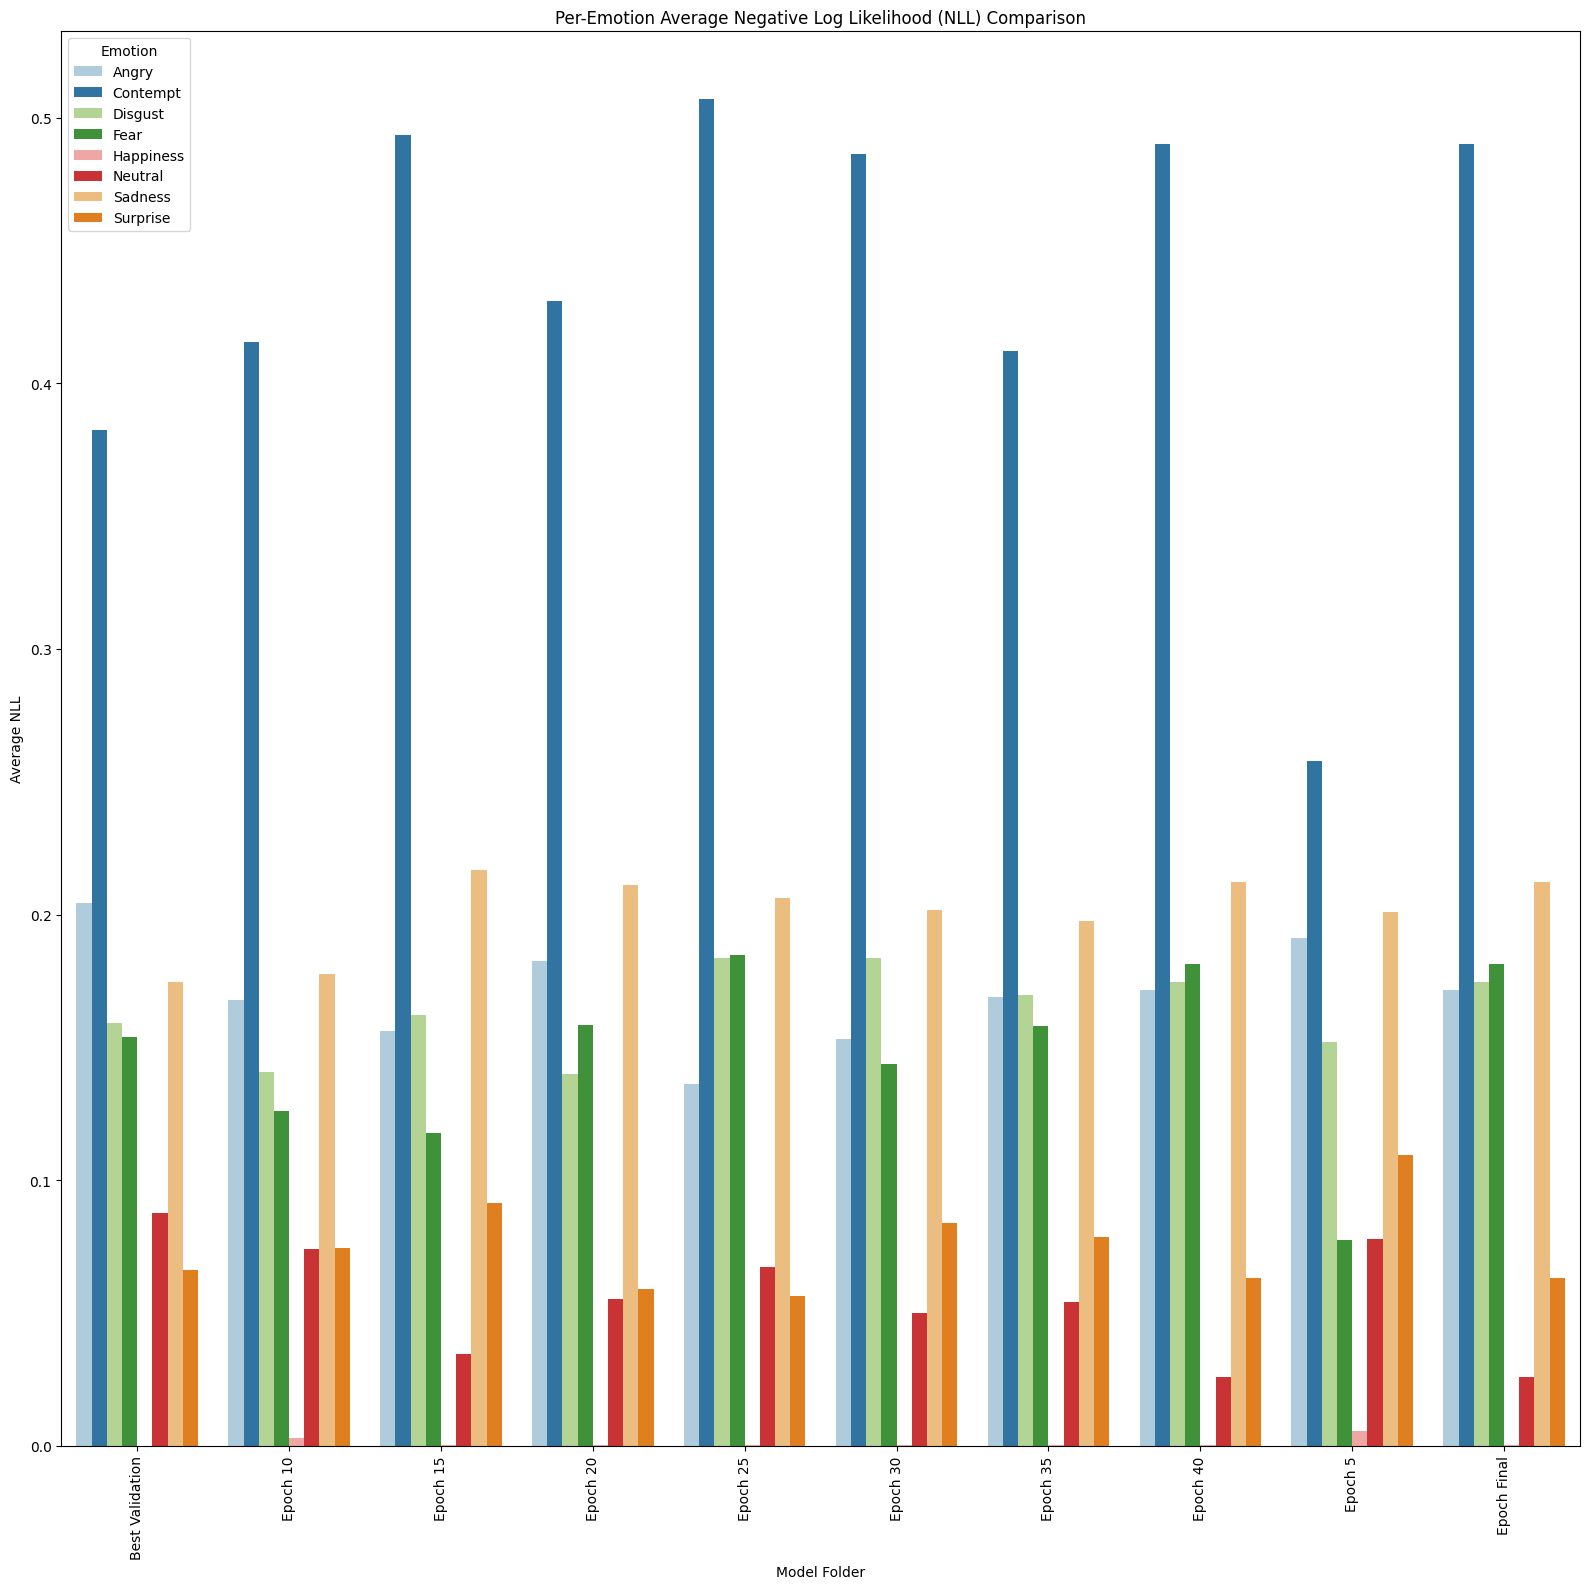 Per-Emotion Average Negative Log Likelihood (NLL) Comparison
Emotion
Angry
Contempt
Disgust
Fear
Happiness
Neutral
Sadness
Surprise
Average NLL
0.5
0.4
0.3
0.2
0.1
0.0
Best Validation
Epoch 10
Epoch 15
Epoch 20
Epoch 25
Epoch 30
Epoch 35
Epoch 40
Epoch 5
Epoch Final
Model Folder